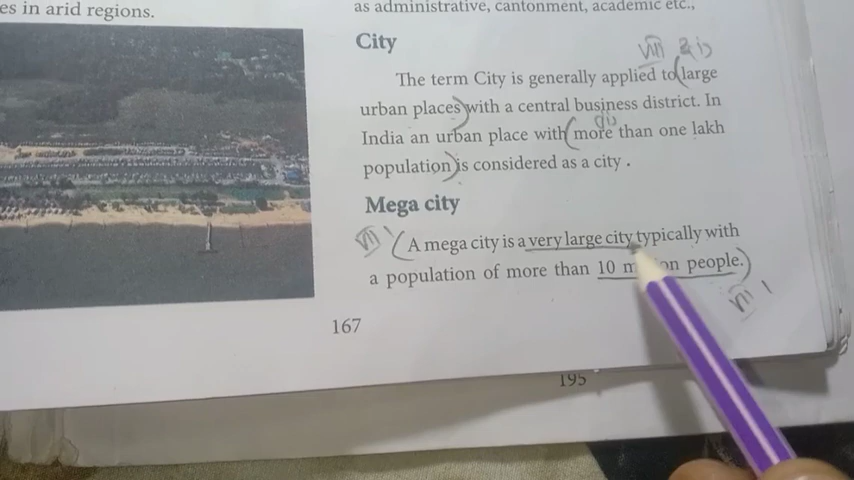 es in arid regions.
as administrative, cantonment, academic etc.,
City
The term City is generally applied to large
urban places with a central business district. In
India an urban place with more than one lakh
population is considered as a city .
Mega city
A mega city is a very large city typically with
a population of more than 10 m on people.
167
195